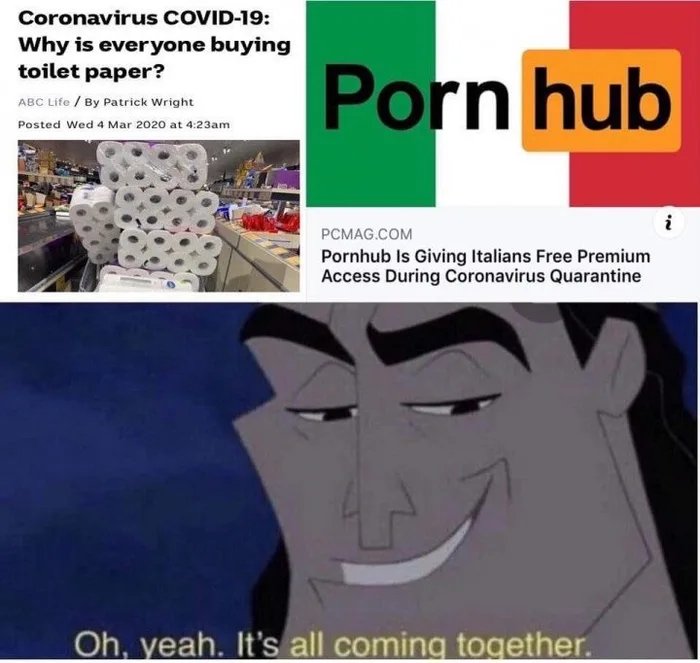 Coronavirus COVID-19:
Why is everyone buying
toilet paper?
ABC Life / By Patrick Wright
Posted Wed 4 Mar 2020 at 4:23am
Porn hub
i
PCMAG.COM
Pornhub Is Giving Italians Free Premium
Access During Coronavirus Quarantine
Oh, yeah. It's all coming together.